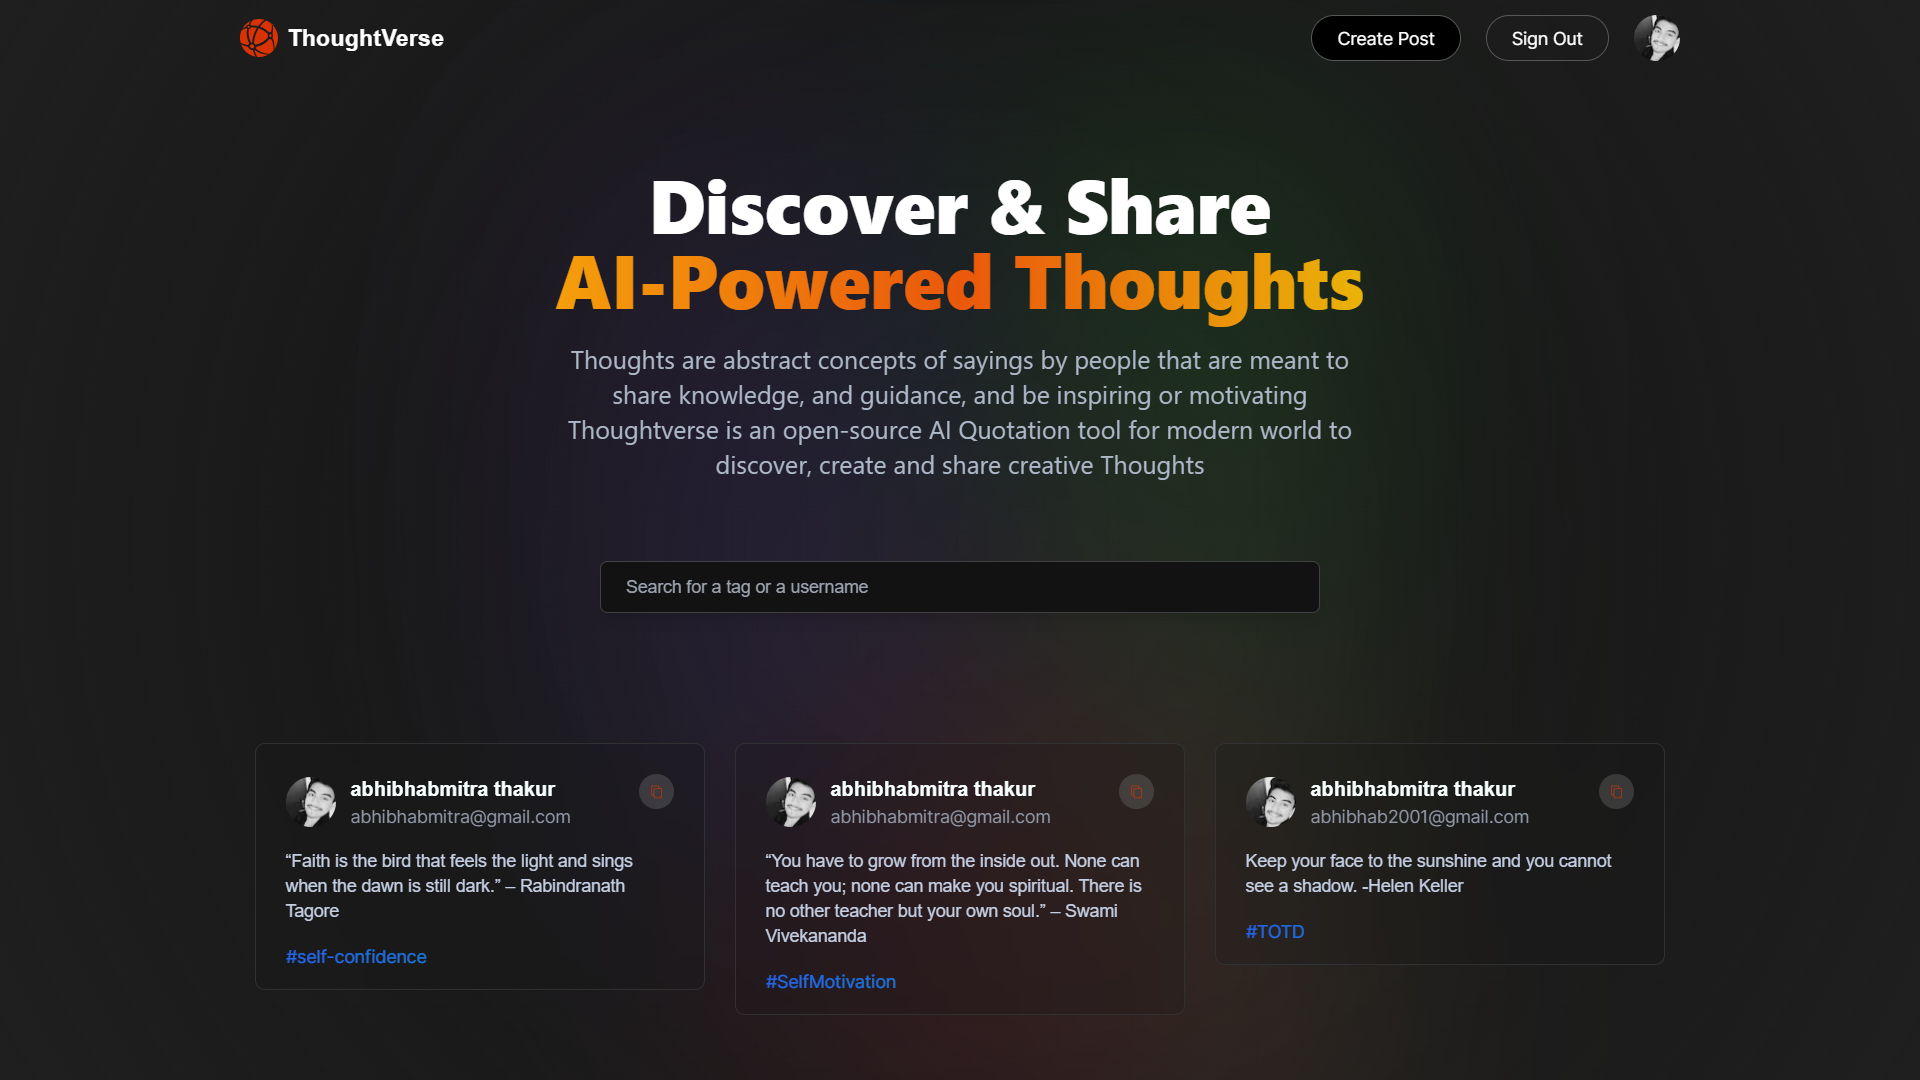 ThoughtVerse
Create Post
Sign Out
Discover & Share
AI-Powered Thoughts
Thoughts are abstract concepts of sayings by people that are meant to
share knowledge, and guidance, and be inspiring or motivating
Thoughtverse is an open-source AI Quotation tool for modern world to
discover, create and share creative Thoughts
Search for a tag or a username
abhibhabmitra thakur
abhibhabmitra@gmail.com
“Faith is the bird that feels the light and sings
when the dawn is still dark.” – Rabindranath
Tagore
#self-confidence
abhibhabmitra thakur
abhibhabmitra@gmail.com
“You have to grow from the inside out. None can
teach you; none can make you spiritual. There is
no other teacher but your own soul.” – Swami
Vivekananda
#SelfMotivation
abhibhabmitra thakur
abhibhab2001@gmail.com
Keep your face to the sunshine and you cannot
see a shadow. -Helen Keller
#TOTD